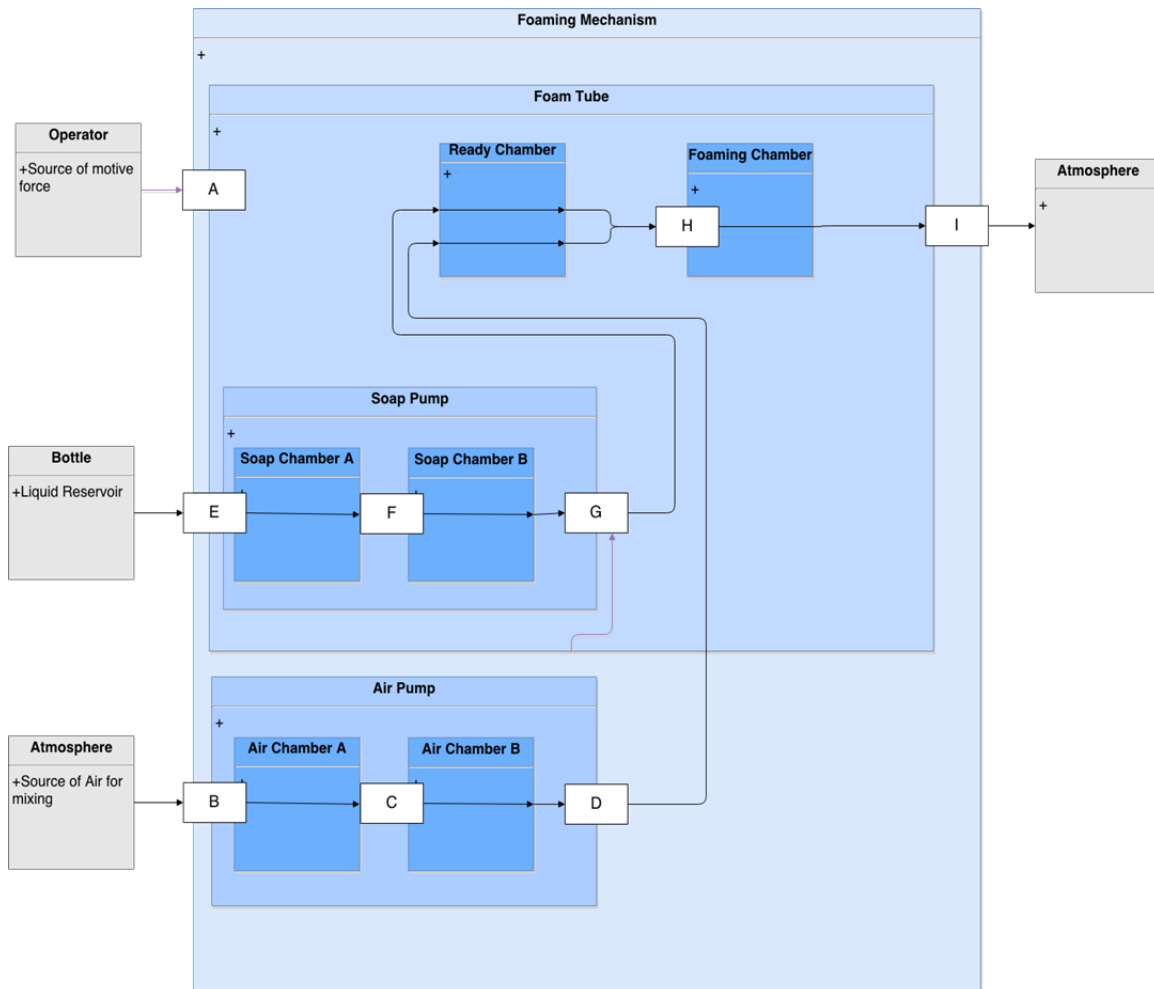 Foaming Mechanism
+
Foam Tube
+
Operator
+Source of motive
force
A
Ready Chamber
+
Foaming Chamber
+
H
I
Atmosphere
+
Soap Pump
+
Bottle
+Liquid Reservoir
E
Soap Chamber A
F
Soap Chamber B
G
Air Pump
+
Atmosphere
+Source of Air for
mixing
B
Air Chamber A
C
Air Chamber B
D